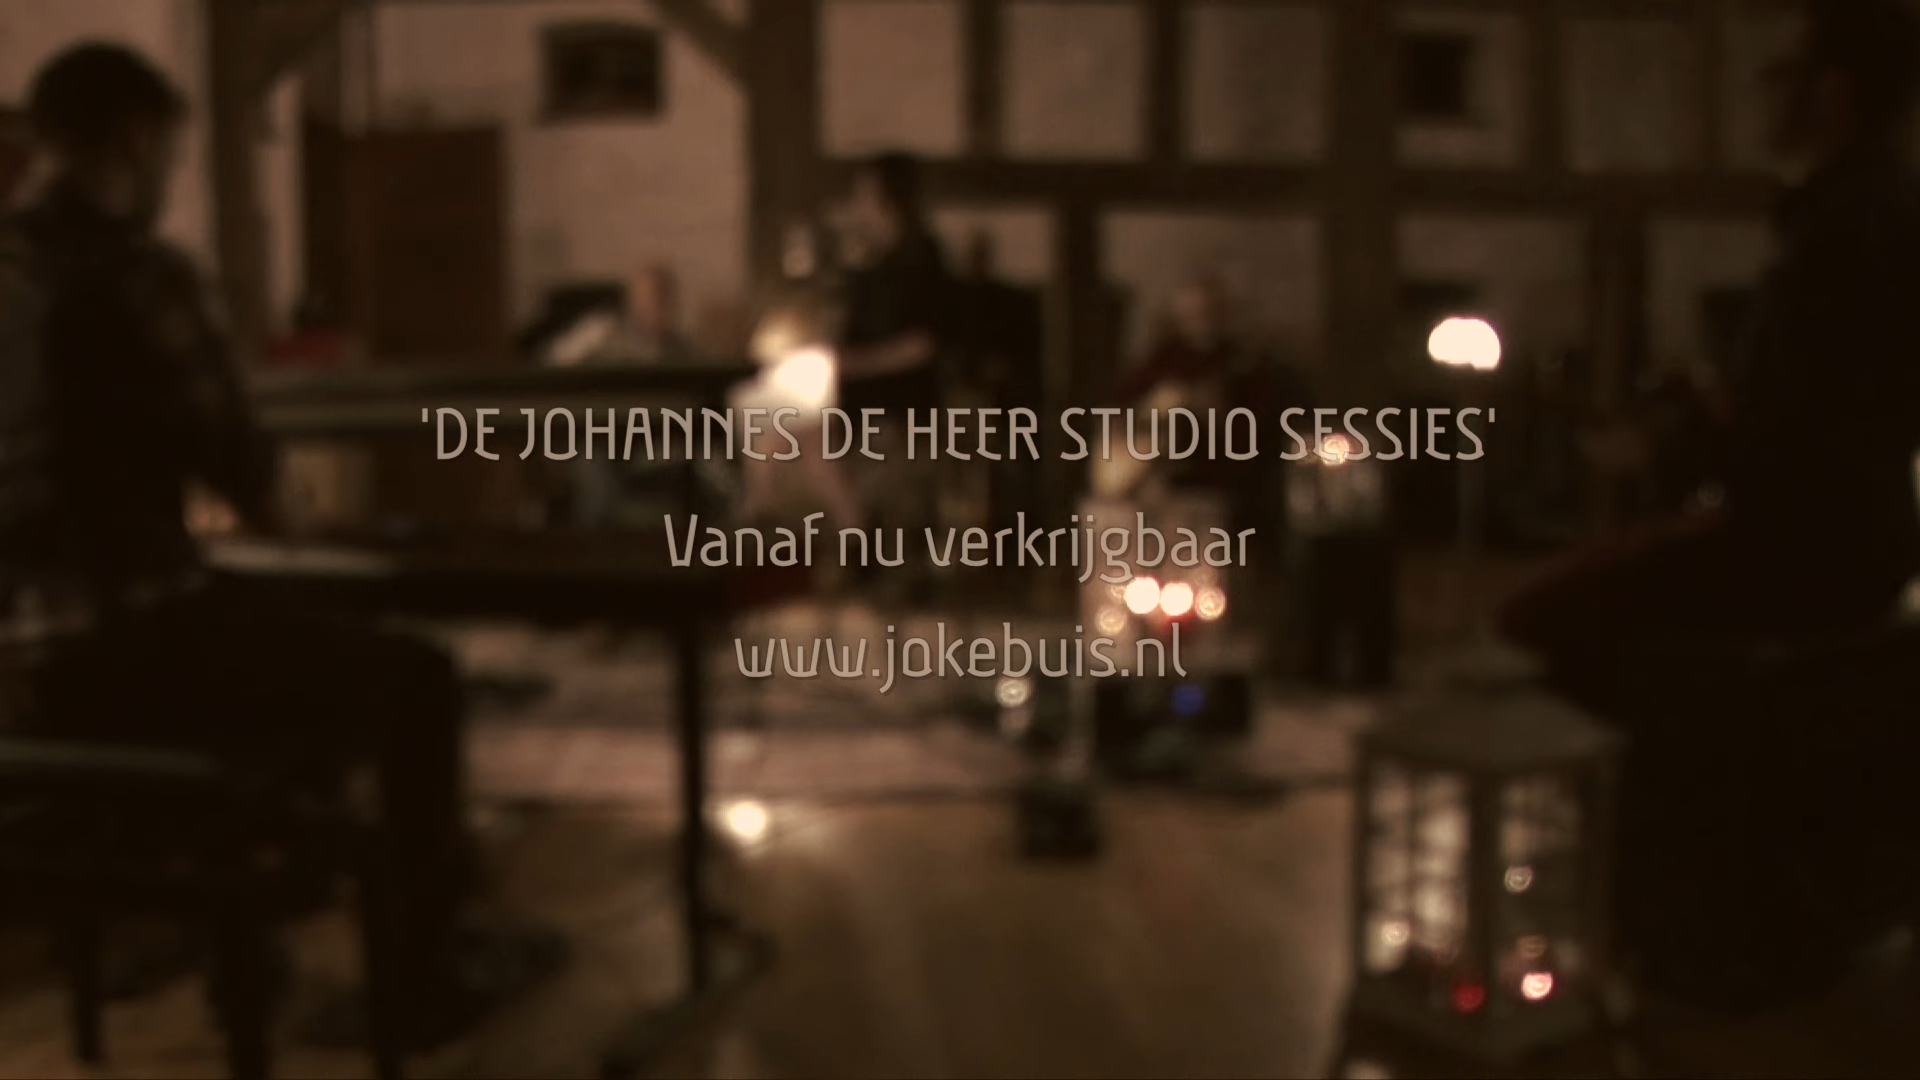 'DE JOHANNES DE HEER STUDIO SESSIES'
Vanaf nu verkrijgbaar
www.jokebuis.nl